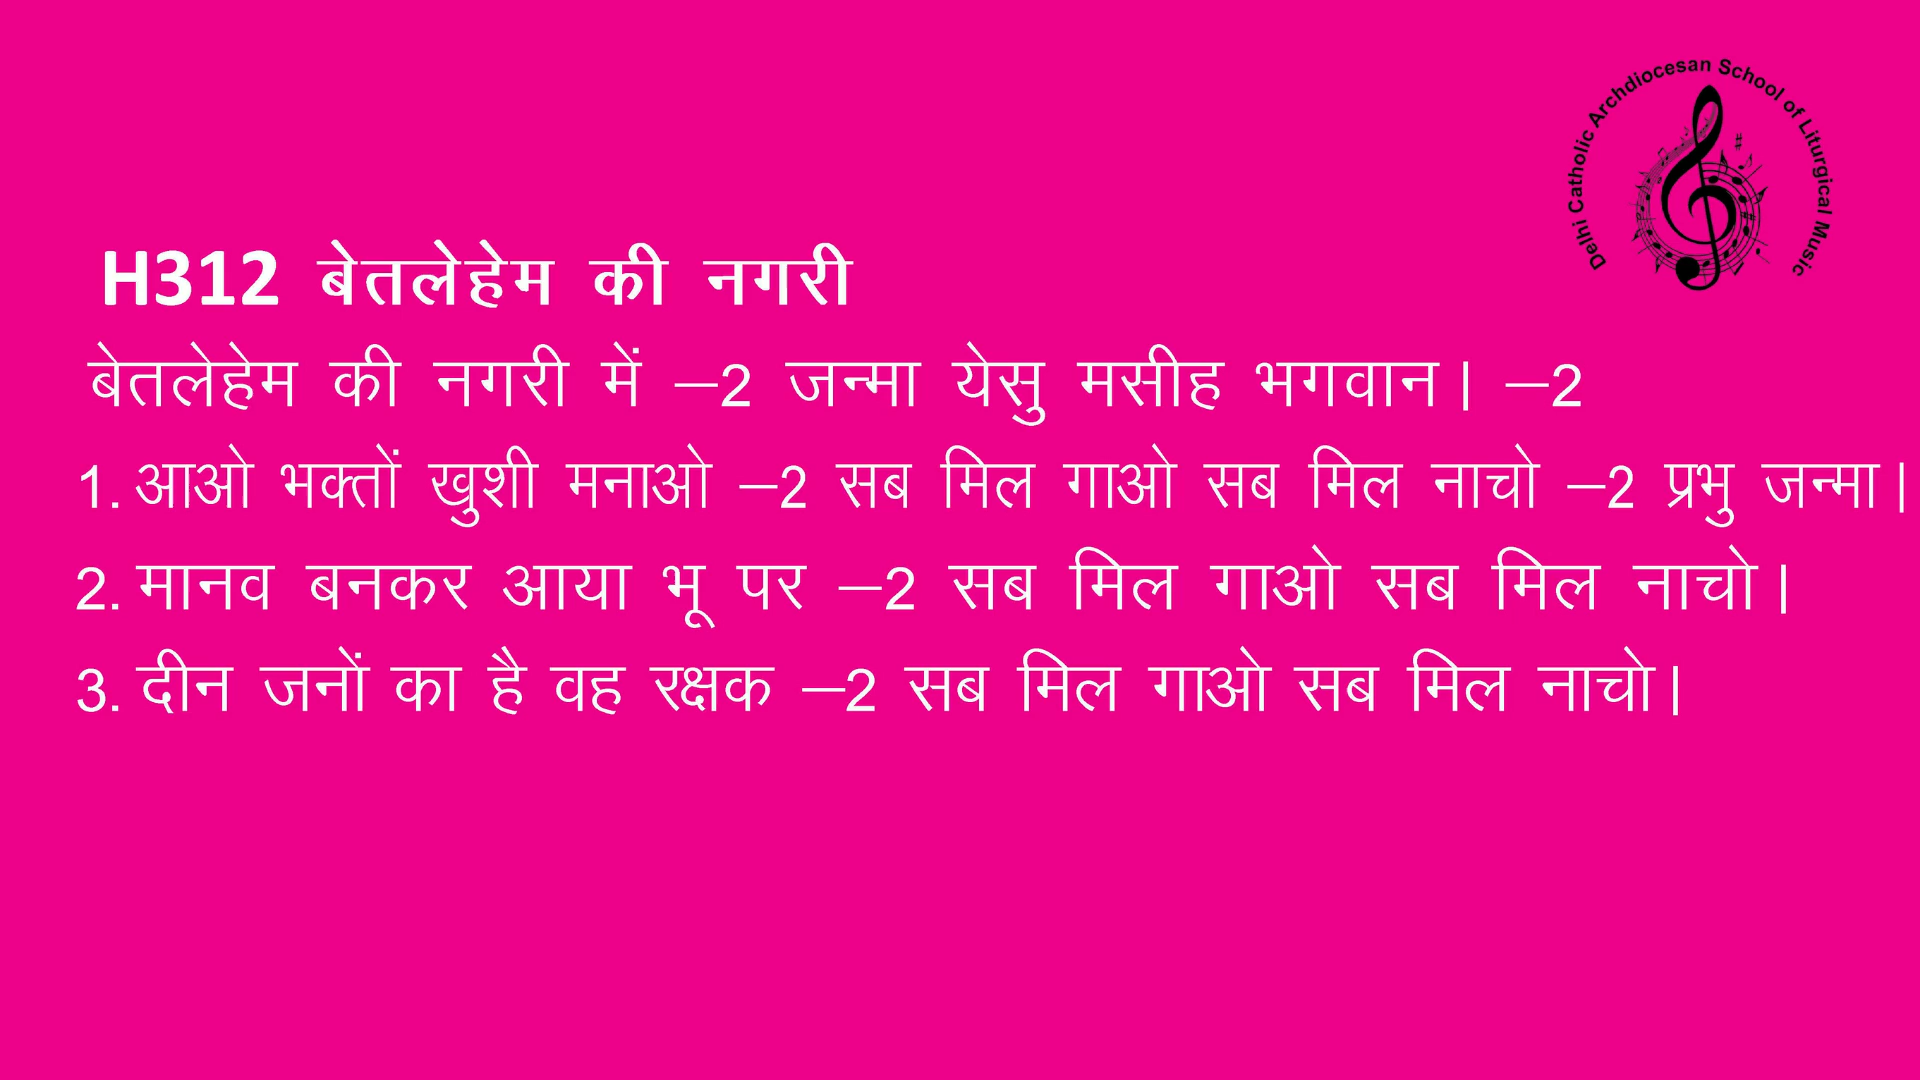 Delhi Catholic Archdiocesan School of Liturgical Music
H312 बेतलेहेम की नगरी
बेतलेहेम की नगरी में –2 जन्मा येसु मसीह भगवान। –2
1. आओ भक्तों खुशी मनाओ –2 सब मिल गाओ सब मिल नाचो –2 प्रभु जन्मा।
2. मानव बनकर आया भू पर –2 सब मिल गाओ सब मिल नाचो।
3. दीन जनों का है वह रक्षक –2 सब मिल गाओ सब मिल नाचो।